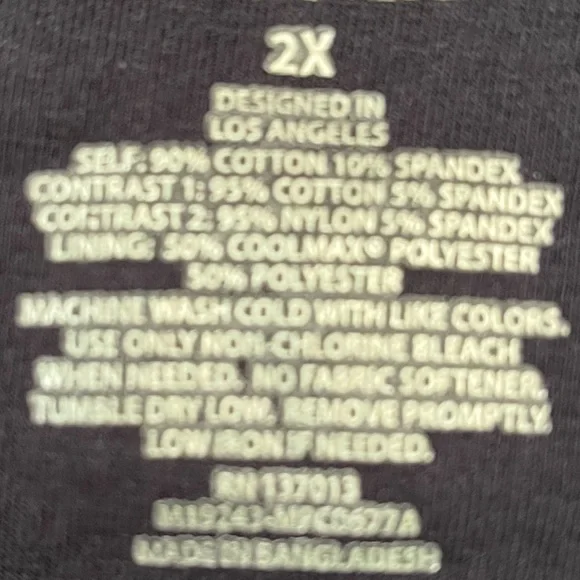 2X
DESIGNED IN
LOS ANGELES
SELF: 90% COTTON 10% SPANDEX
CONTRAST 1: 95% COTTON 5% SPANDEX
CONTRAST 2: 95% NYLON 5% SPANDEX
LINING: 50% COOLMAX® POLYESTER
50% POLYESTER
MACHINE WASH COLD WITH LIKE COLORS.
USE ONLY NON-CHLORINE BLEACH
WHEN NEEDED. NO FABRIC SOFTENER.
TUMBLE DRY LOW. REMOVE PROMPTLY.
LOW IRON IF NEEDED.
RN 137013
MADE IN BANGLADESH